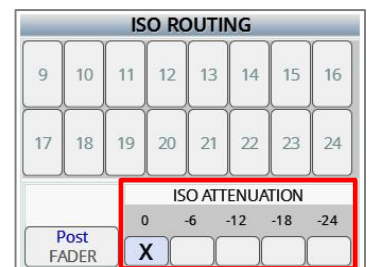 ISO ROUTING
9 10 11 12 13 14 15 16
17 18 19 20 21 22 23 24
ISO ATTENUATION
0 -6 -12 -18 -24
Post
FADER
X